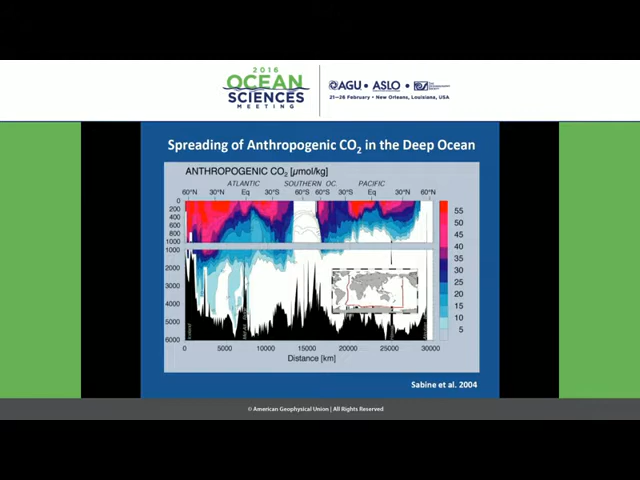 2016
OCEAN
SCIENCES
MEETING
AGU • ASLO •
21–26 February • New Orleans, Louisiana, USA
Spreading of Anthropogenic CO2 in the Deep Ocean
ANTHROPOGENIC CO2 [µmol/kg]
ATLANTIC SOUTHERN OC. PACIFIC
60°N 30°N Eq 30°S 60°S 60°S 30°S Eq 30°N 60°N
0
200
400
600
800
1000
1000
2000
3000
4000
5000
6000
55
50
45
40
35
30
25
20
15
10
5
0 5000 10000 15000 20000 25000 30000
Distance [km]
Sabine et al. 2004
© American Geophysical Union | All Rights Reserved